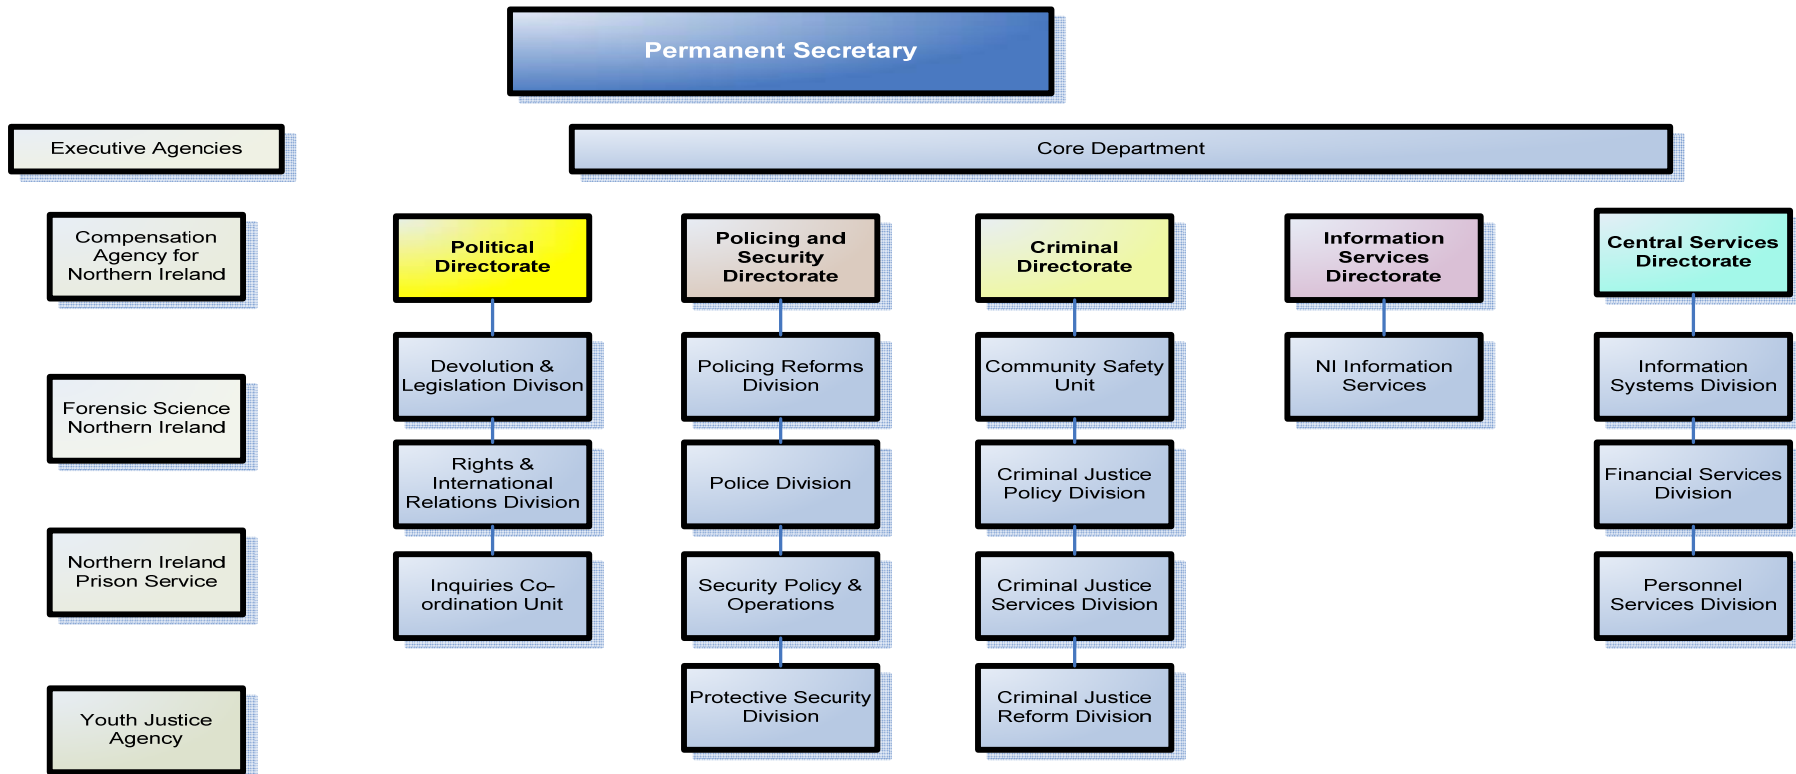 Permanent Secretary
Executive Agencies
Core Department
Compensation
Agency for
Northern Ireland
Forensic Science
Northern Ireland
Northern Ireland
Prison Service
Youth Justice
Agency
Political
Directorate
Devolution &
Legislation Divison
Rights &
International
Relations Division
Inquiries Co-
ordination Unit
Policing and
Security
Directorate
Policing Reforms
Division
Police Division
Security Policy &
Operations
Protective Security
Division
Criminal
Directorate
Community Safety
Unit
Criminal Justice
Policy Division
Criminal Justice
Services Division
Criminal Justice
Reform Division
Information
Services
Directorate
NI Information
Services
Central Services
Directorate
Information
Systems Division
Financial Services
Division
Personnel
Services Division